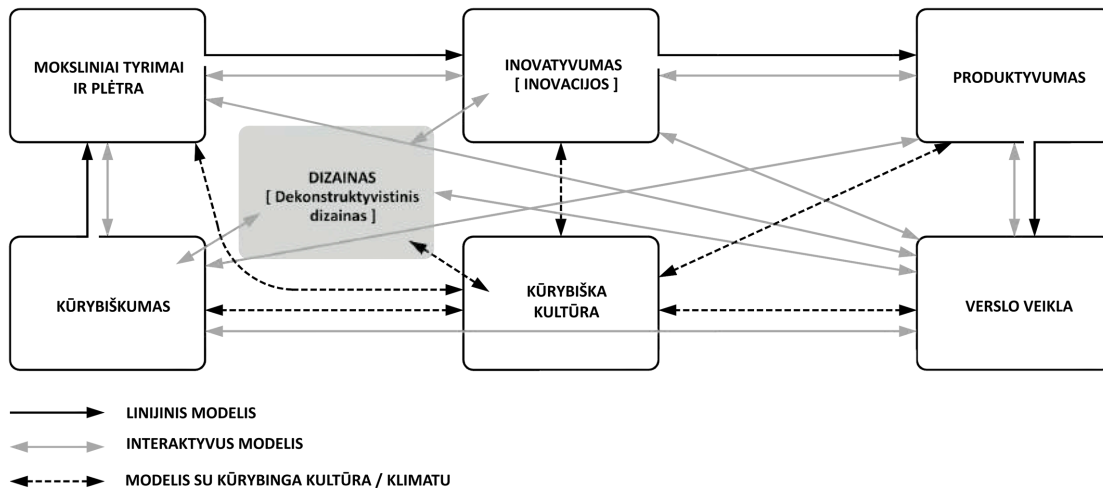 MOKSLINIAI TYRIMAI
IR PLĖTRA
INOVATYVUMAS
[ INOVACIJOS ]
PRODUKTYVUMAS
DIZAINAS
[ Dekonstruktyvistinis
dizainas ]
KŪRYBIŠKUMAS
KŪRYBIŠKA
KULTŪRA
VERSLO VEIKLA
LINIJINIS MODELIS
INTERAKTYVUS MODELIS
MODELIS SU KŪRYBINGA KULTŪRA / KLIMATU